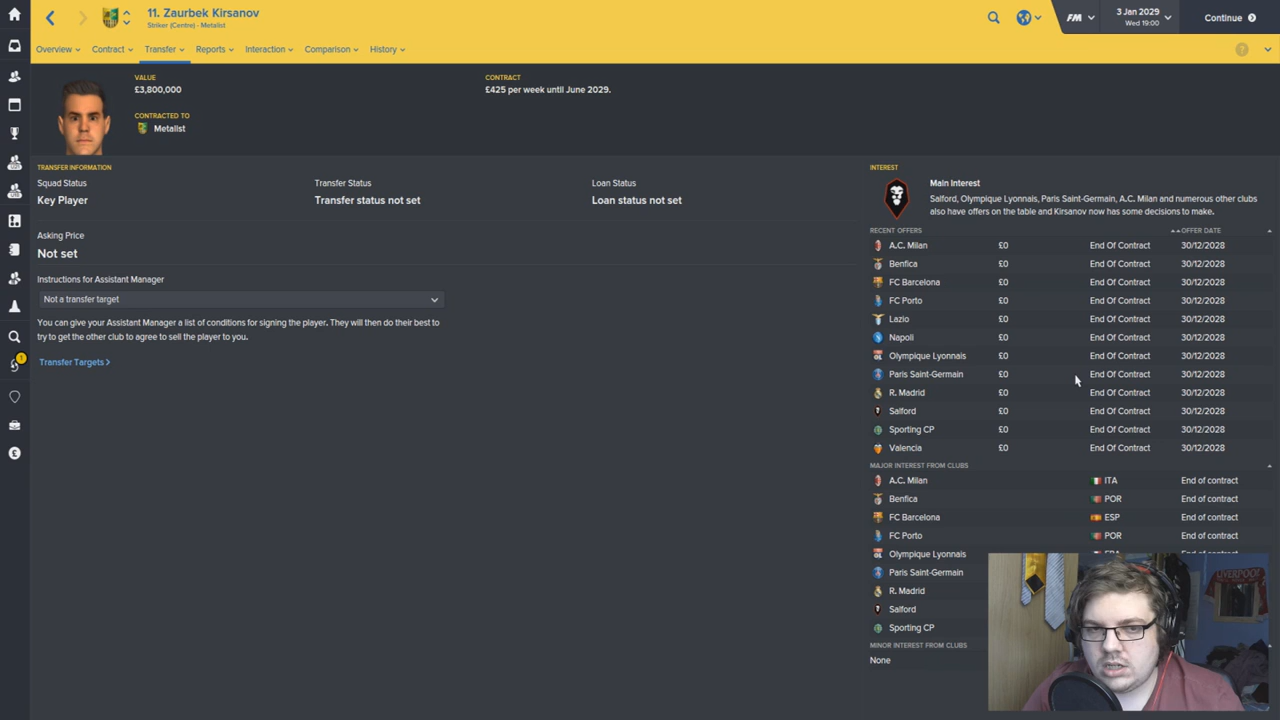 11. Zaurbek Kirsanov
Striker (Centre) - Metalist
FM
3 Jan 2029
Wed 19:00
Continue
Overview
Contract
Transfer
Reports
Interaction
Comparison
History
VALUE
£3,800,000
CONTRACT
£425 per week until June 2029.
CONTRACTED TO
Metalist
TRANSFER INFORMATION
Squad Status
Transfer Status
Loan Status
Key Player
Transfer status not set
Loan status not set
Asking Price
Not set
Instructions for Assistant Manager
Not a transfer target
You can give your Assistant Manager a list of conditions for signing the player. They will then do their best to
try to get the other club to agree to sell the player to you.
Transfer Targets >
INTEREST
Main Interest
Salford, Olympique Lyonnais, Paris Saint-Germain, A.C. Milan and numerous other clubs
also have offers on the table and Kirsanov now has some decisions to make.
RECENT OFFERS OFFER DATE
A.C. Milan £0 End Of Contract 30/12/2028
Benfica £0 End Of Contract 30/12/2028
FC Barcelona £0 End Of Contract 30/12/2028
FC Porto £0 End Of Contract 30/12/2028
Lazio £0 End Of Contract 30/12/2028
Napoli £0 End Of Contract 30/12/2028
Olympique Lyonnais £0 End Of Contract 30/12/2028
Paris Saint-Germain £0 End Of Contract 30/12/2028
R. Madrid £0 End Of Contract 30/12/2028
Salford £0 End Of Contract 30/12/2028
Sporting CP £0 End Of Contract 30/12/2028
Valencia £0 End Of Contract 30/12/2028
MAJOR INTEREST FROM CLUBS
A.C. Milan ITA End of contract
Benfica POR End of contract
FC Barcelona ESP End of contract
FC Porto POR End of contract
Olympique Lyonnais
Paris Saint-Germain
R. Madrid
Salford
Sporting CP
MINOR INTEREST FROM CLUBS
None
LIVERPOOL